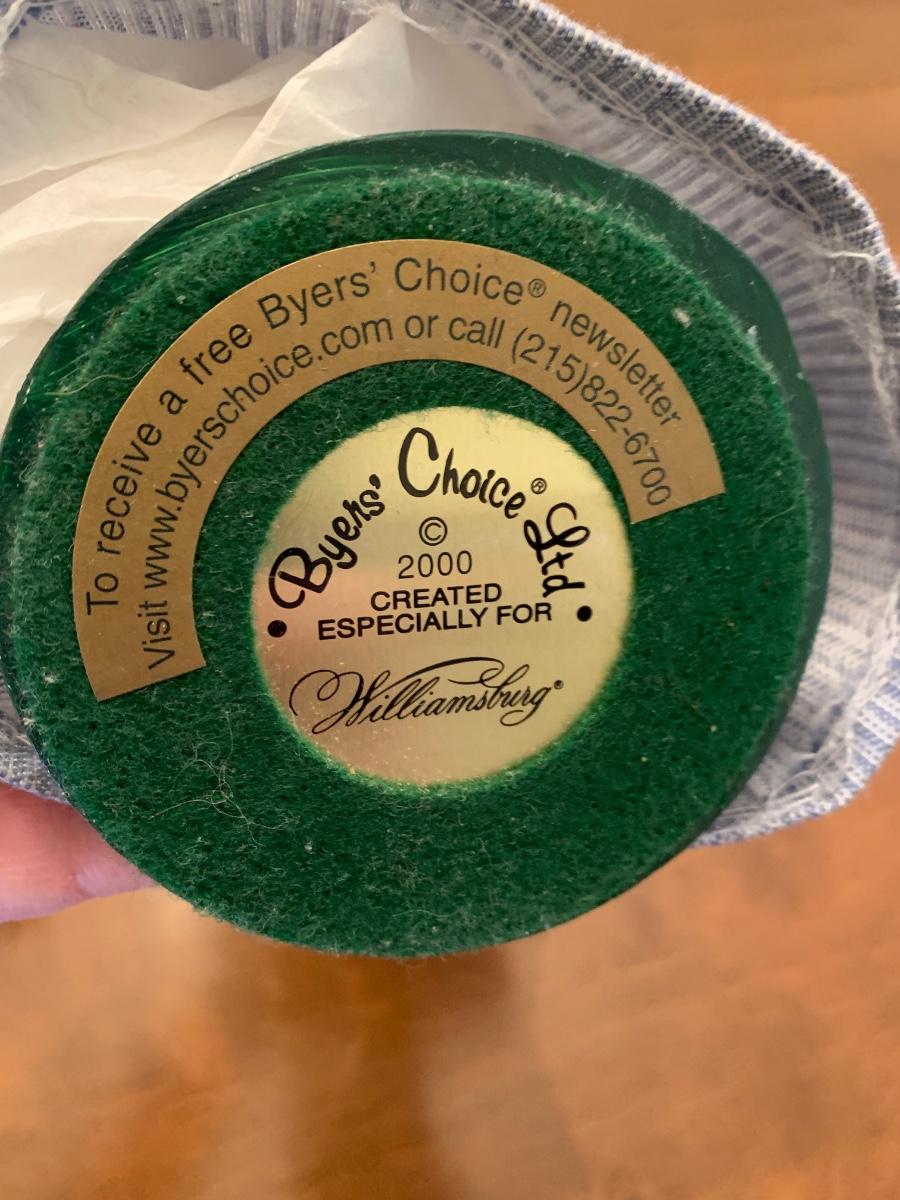 To receive a free Byers' Choice® newsletter
Visit www.byerschoice.com or call (215)822-6700
• Byers' Choice® Ltd •
©
2000
CREATED
ESPECIALLY FOR
Williamsburg®